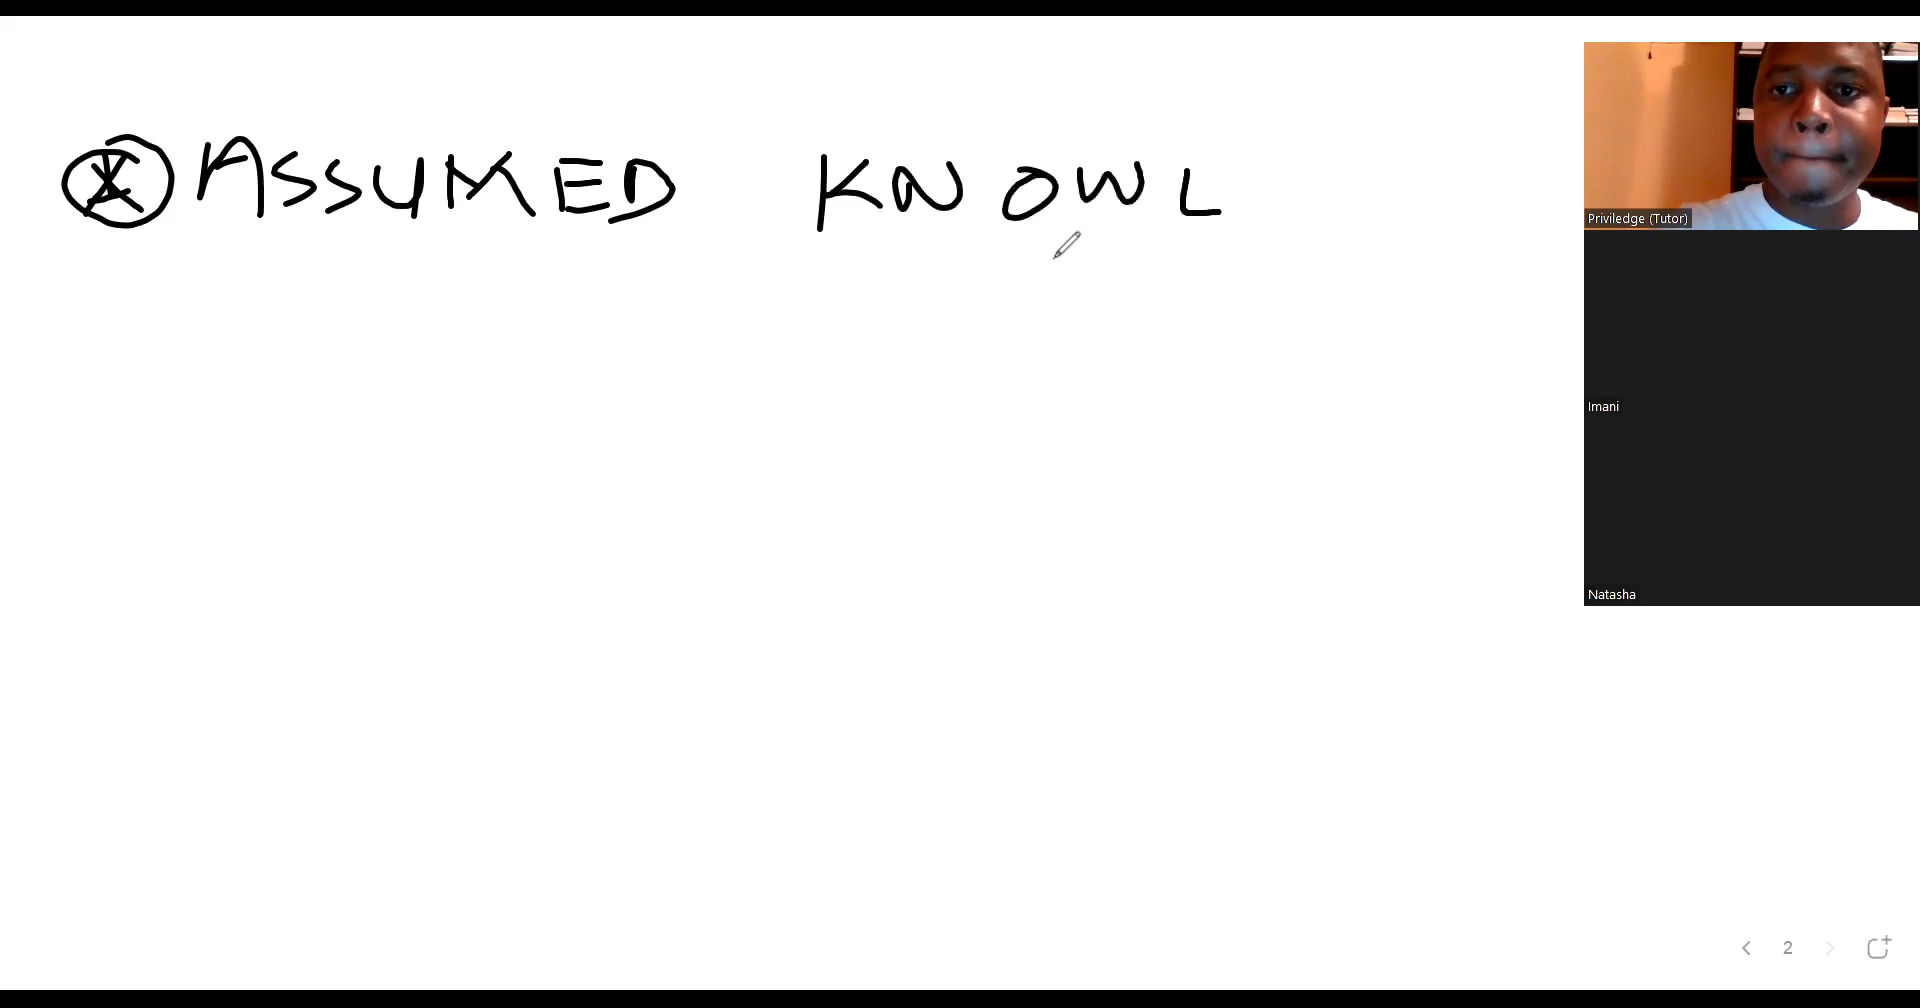 ASSUMED KNOWL
Priviledge (Tutor)
Imani
Natasha
2